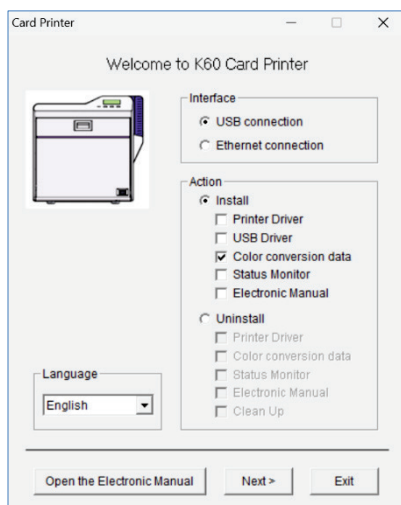 Card Printer
Welcome to K60 Card Printer
Interface
USB connection
Ethernet connection
Action
Install
Printer Driver
USB Driver
Color conversion data
Status Monitor
Electronic Manual
Uninstall
Printer Driver
Color conversion data
Status Monitor
Electronic Manual
Clean Up
Language
English
Open the Electronic Manual
Next >
Exit